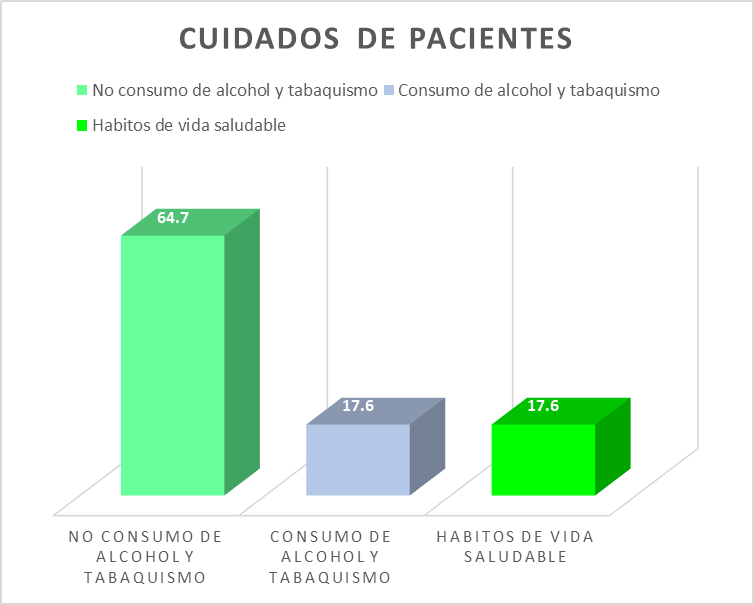 CUIDADOS DE PACIENTES
No consumo de alcohol y tabaquismo Consumo de alcohol y tabaquismo
Habitos de vida saludable
64.7
17.6 17.6
NO CONSUMO DE ALCOHOL Y TABAQUISMO
CONSUMO DE ALCOHOL Y TABAQUISMO
HABITOS DE VIDA SALUDABLE